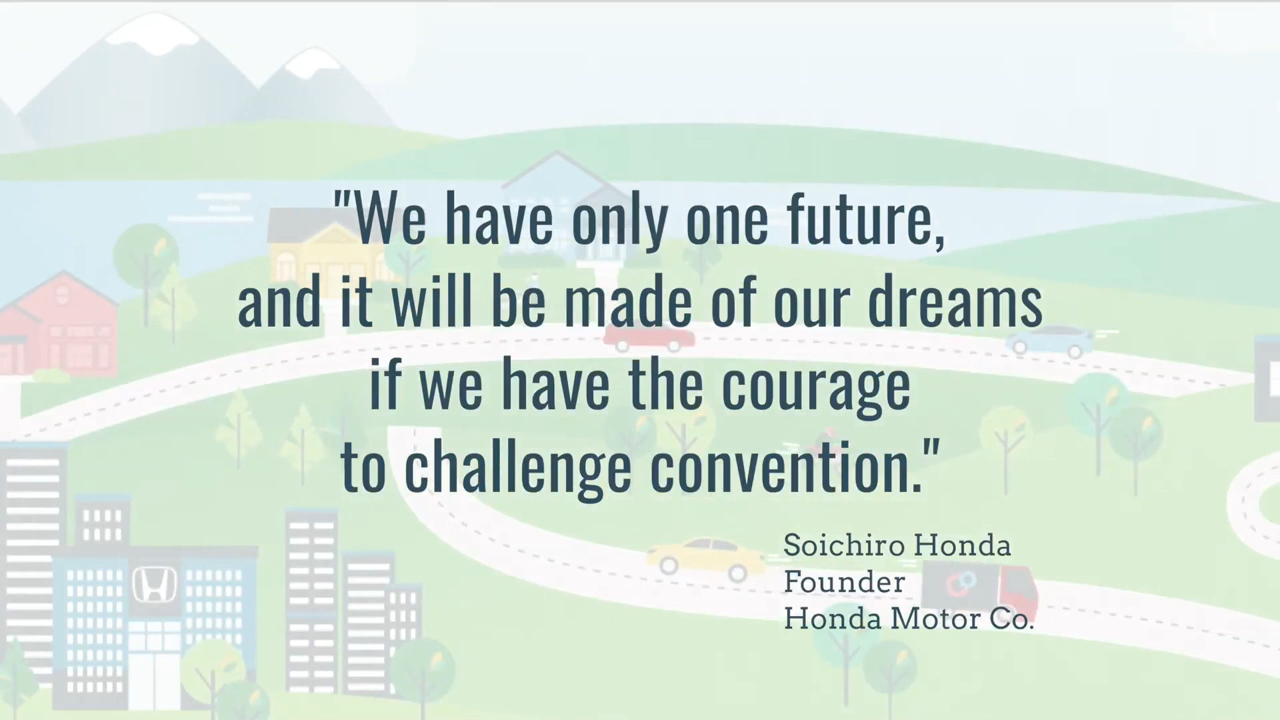 "We have only one future,
and it will be made of our dreams
if we have the courage
to challenge convention."
Soichiro Honda
Founder
Honda Motor Co.